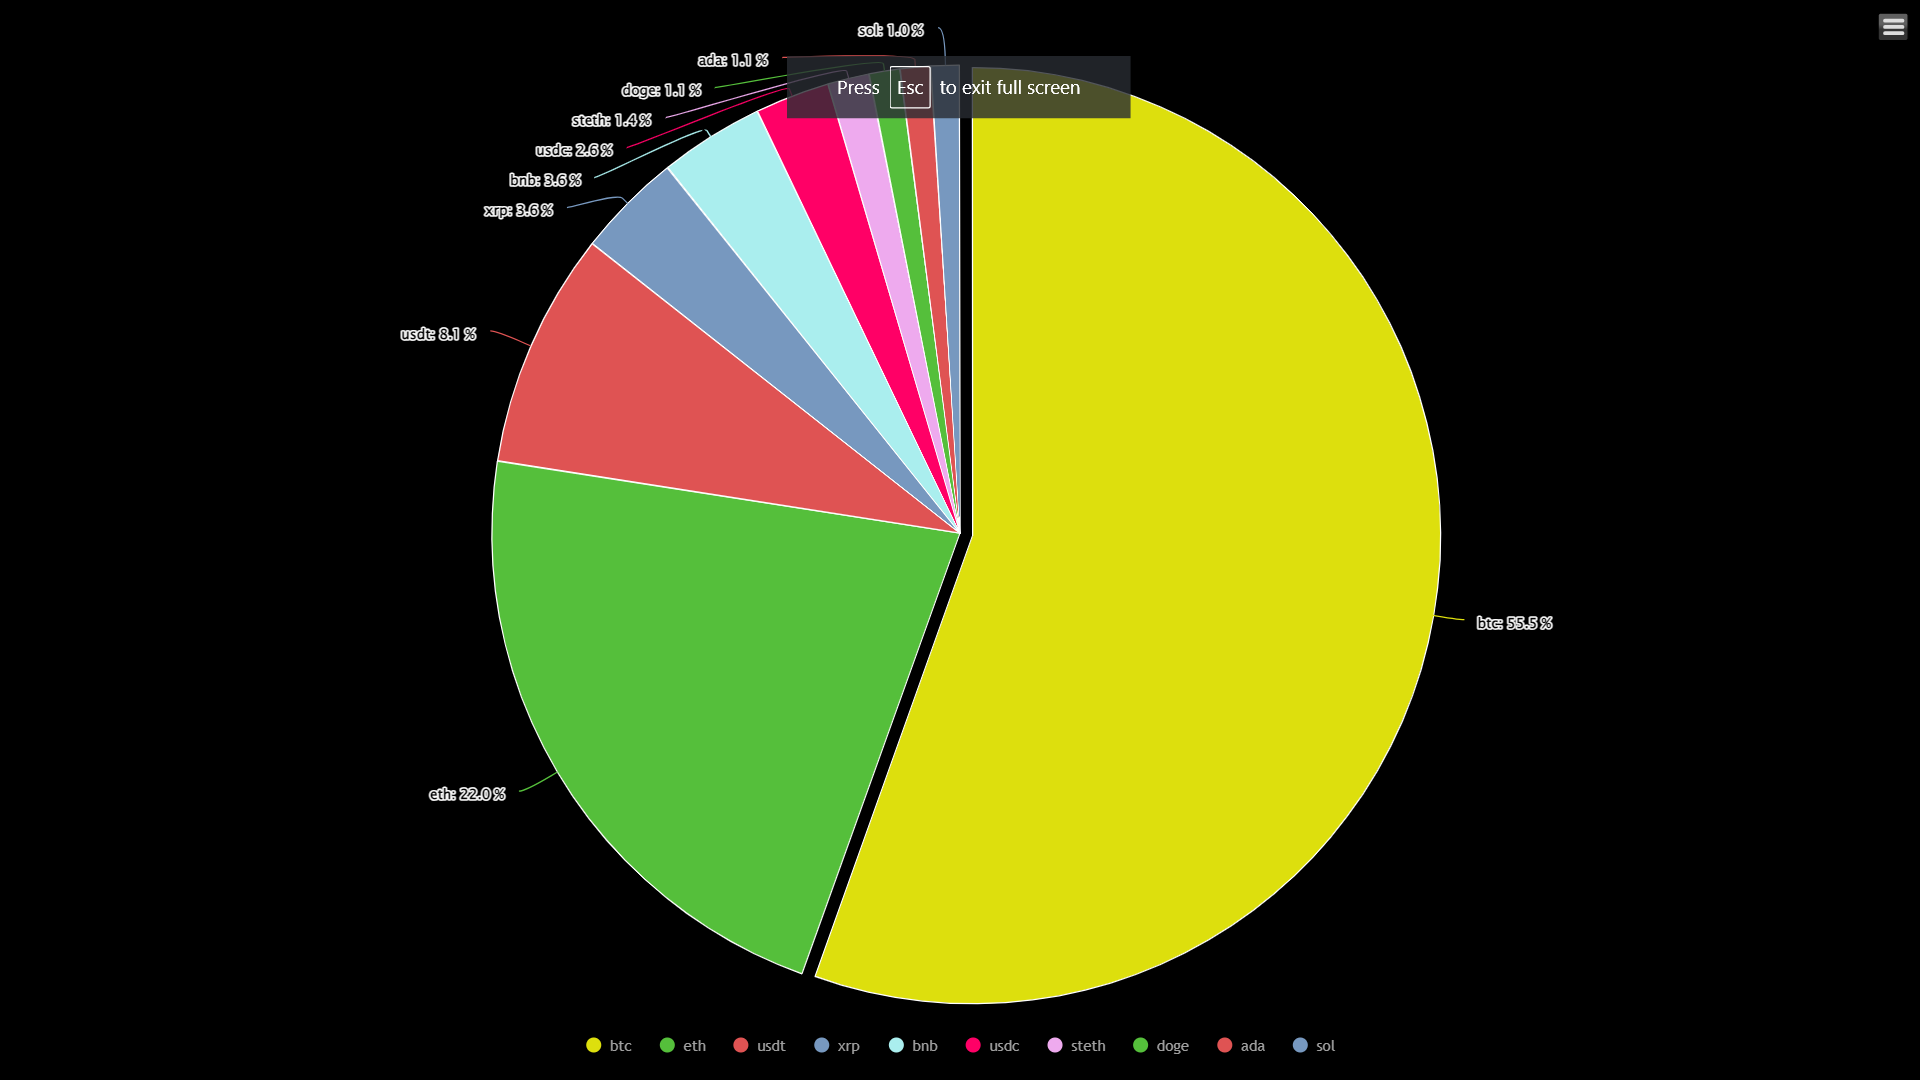 sol: 1.0 %
ada: 1.1 %
doge: 1.1 %
steth: 1.4 %
usdc: 2.6 %
bnb: 3.6 %
xrp: 3.6 %
Press Esc to exit full screen
usdt: 8.1 %
btc: 55.5 %
eth: 22.0 %
btc eth usdt xrp bnb usdc steth doge ada sol